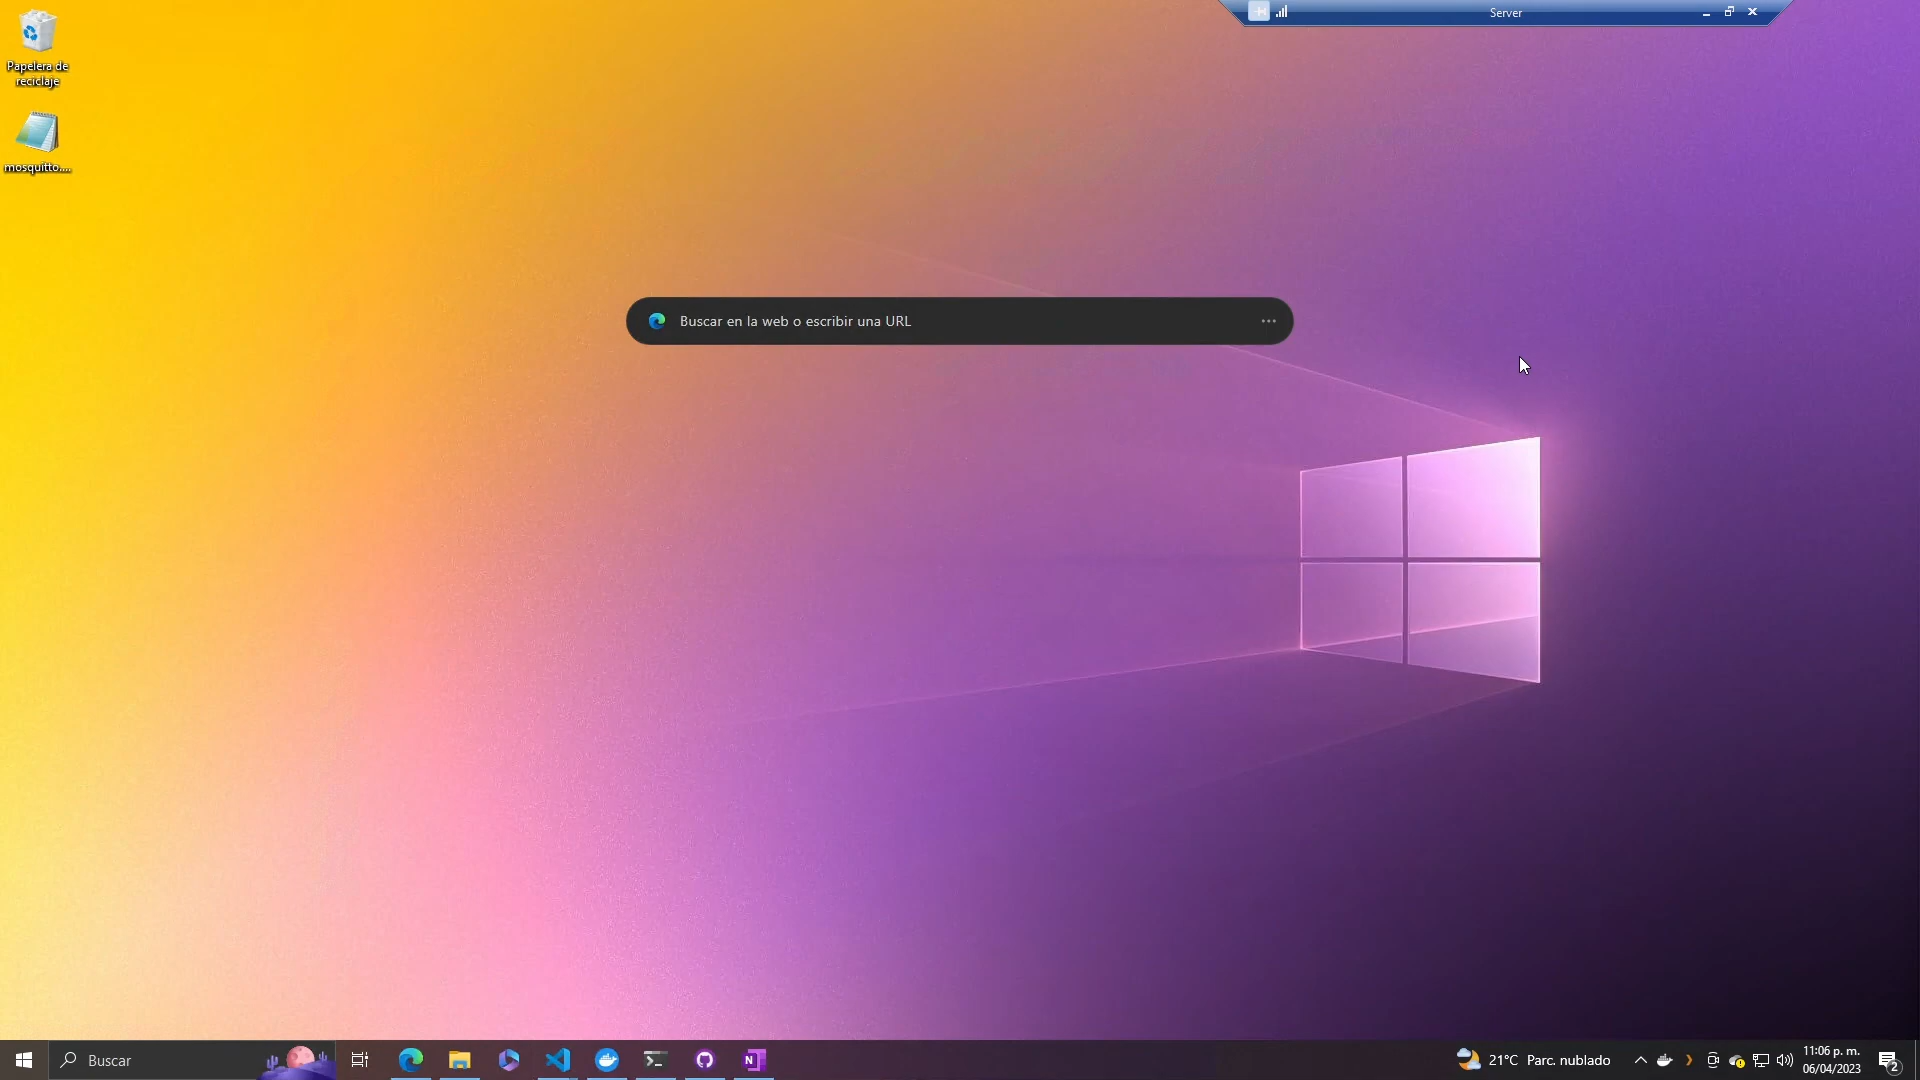 Server
Papelera de
reciclaje
mosquitto....
Buscar en la web o escribir una URL
Buscar
N
21°C Parc. nublado
11:06 p. m.
06/04/2023
2